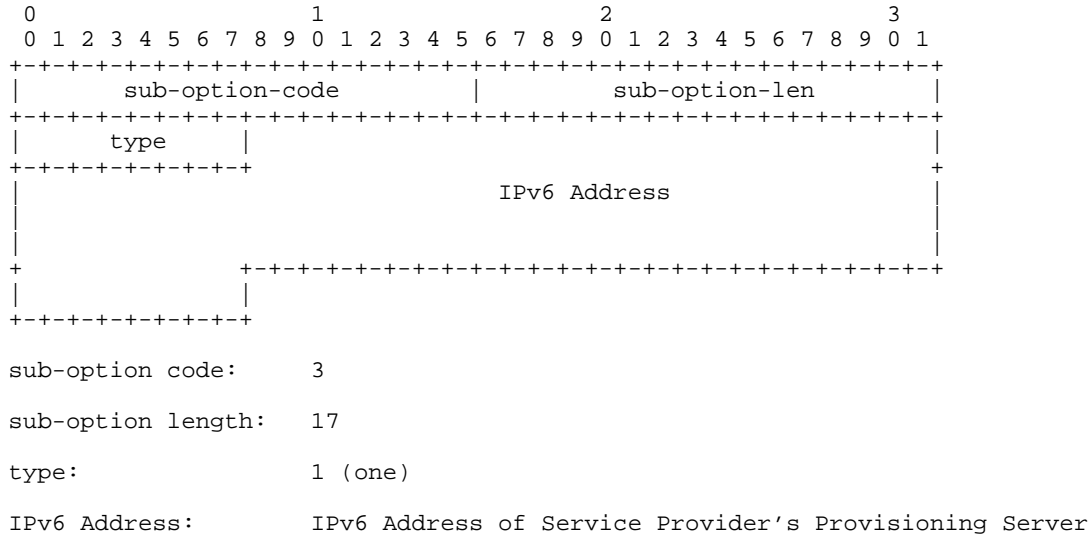 0                   1                   2                   3
0 1 2 3 4 5 6 7 8 9 0 1 2 3 4 5 6 7 8 9 0 1 2 3 4 5 6 7 8 9 0 1
+-+-+-+-+-+-+-+-+-+-+-+-+-+-+-+-+-+-+-+-+-+-+-+-+-+-+-+-+-+-+-+-+
|       sub-option-code         |         sub-option-len        |
+-+-+-+-+-+-+-+-+-+-+-+-+-+-+-+-+-+-+-+-+-+-+-+-+-+-+-+-+-+-+-+-+
|      type     |                                               |
+-+-+-+-+-+-+-+-+                                               +
|                                 IPv6 Address                  |
|                                                               |
|                                                               |
+               +-+-+-+-+-+-+-+-+-+-+-+-+-+-+-+-+-+-+-+-+-+-+-+-+
|               |
+-+-+-+-+-+-+-+-+
sub-option code:     3
sub-option length:   17
type:                1 (one)
IPv6 Address:        IPv6 Address of Service Provider's Provisioning Server